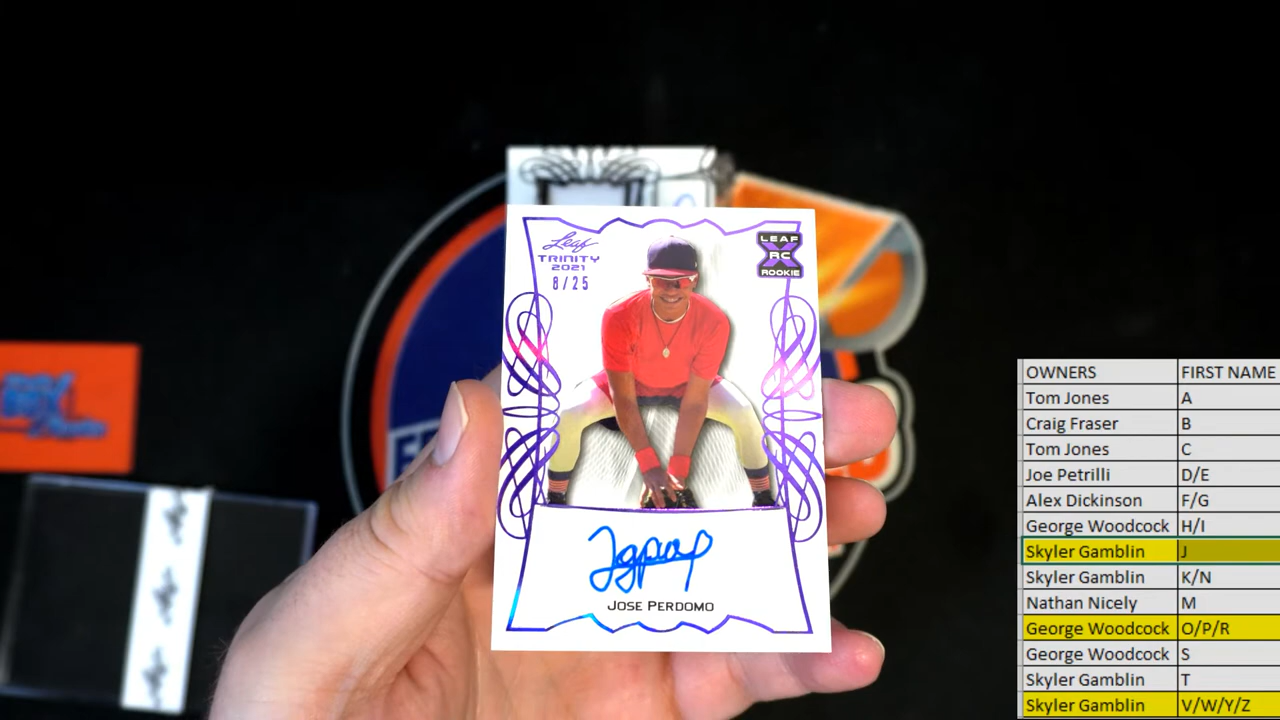 Leaf
TRINITY
2021
8/25
LEAF
RC
ROOKIE
JOSE PERDOMO
OWNERS FIRST NAME
Tom Jones A
Craig Fraser B
Tom Jones C
Joe Petrilli D/E
Alex Dickinson F/G
George Woodcock H/I
Skyler Gamblin J
Skyler Gamblin K/N
Nathan Nicely M
George Woodcock O/P/R
George Woodcock S
Skyler Gamblin T
Skyler Gamblin V/W/Y/Z